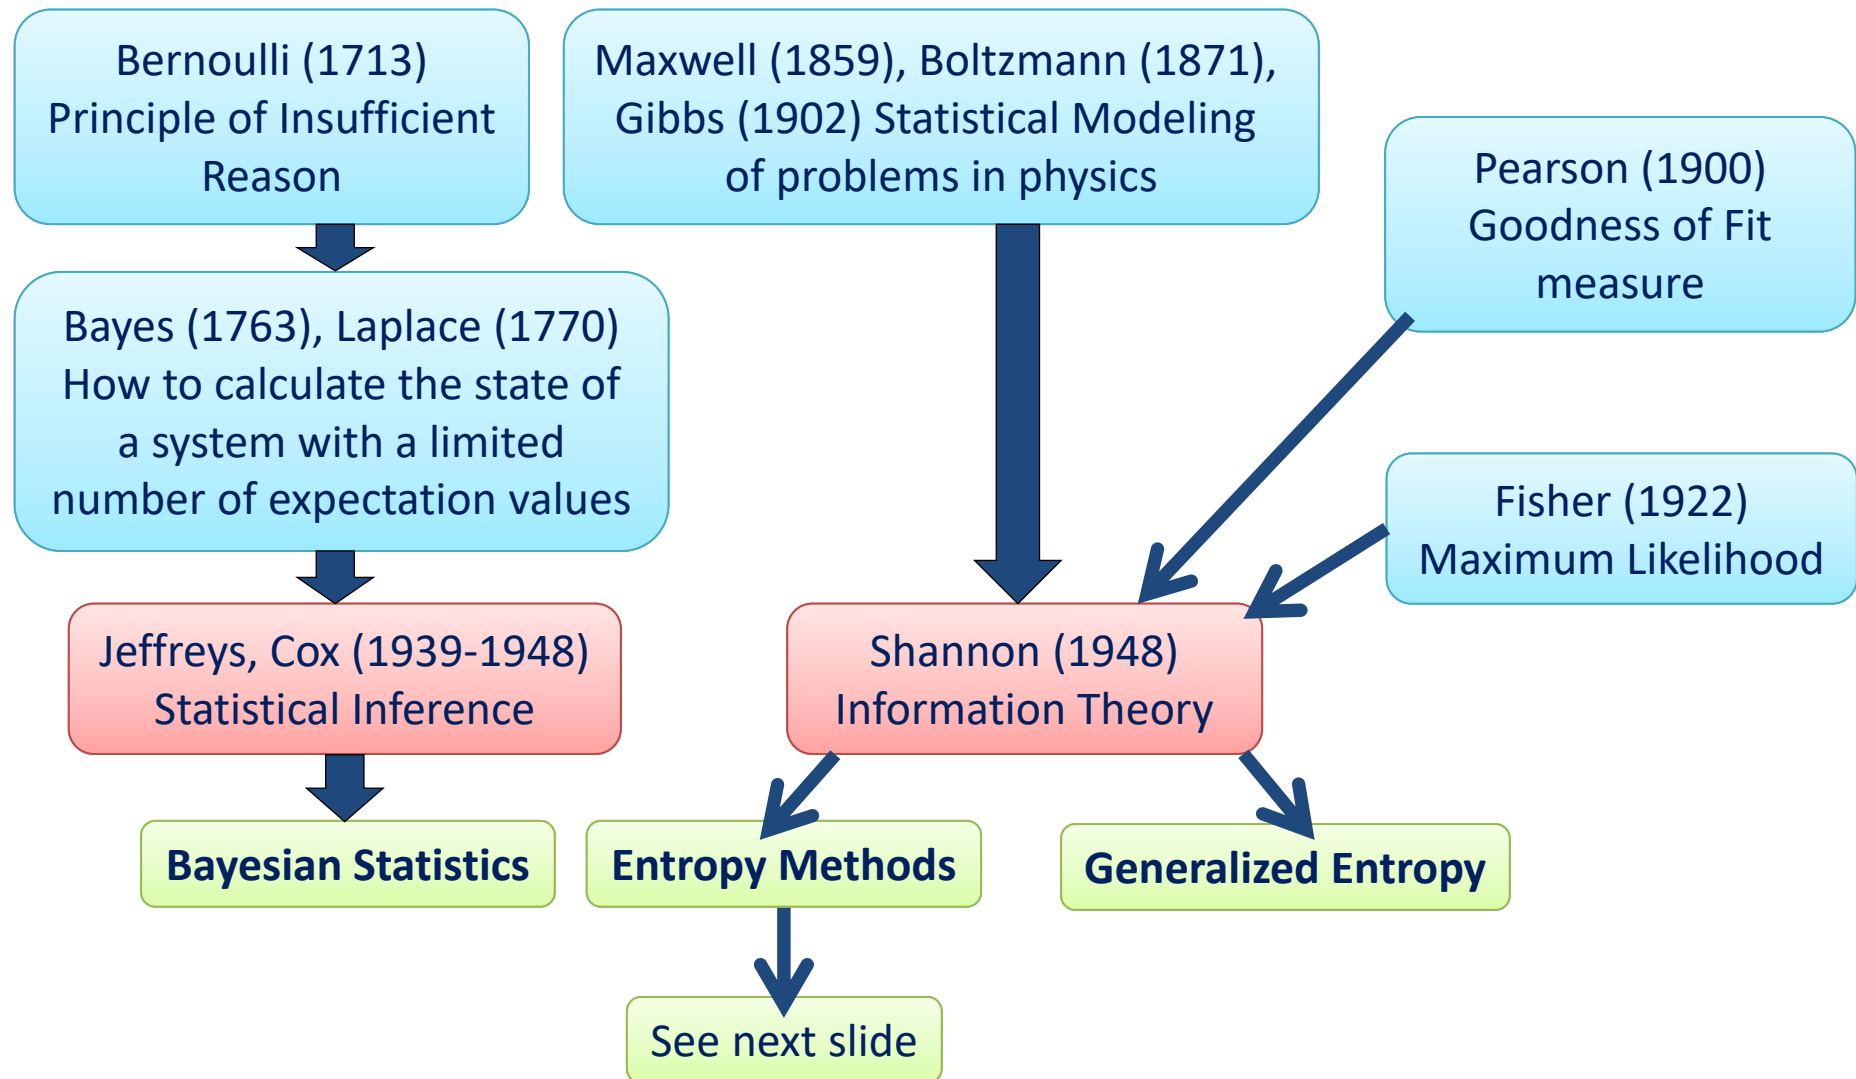 Bernoulli (1713)
Principle of Insufficient
Reason
Maxwell (1859), Boltzmann (1871),
Gibbs (1902) Statistical Modeling
of problems in physics
Pearson (1900)
Goodness of Fit
measure
Bayes (1763), Laplace (1770)
How to calculate the state of
a system with a limited
number of expectation values
Fisher (1922)
Maximum Likelihood
Jeffreys, Cox (1939-1948)
Statistical Inference
Shannon (1948)
Information Theory
Bayesian Statistics
Entropy Methods
Generalized Entropy
See next slide